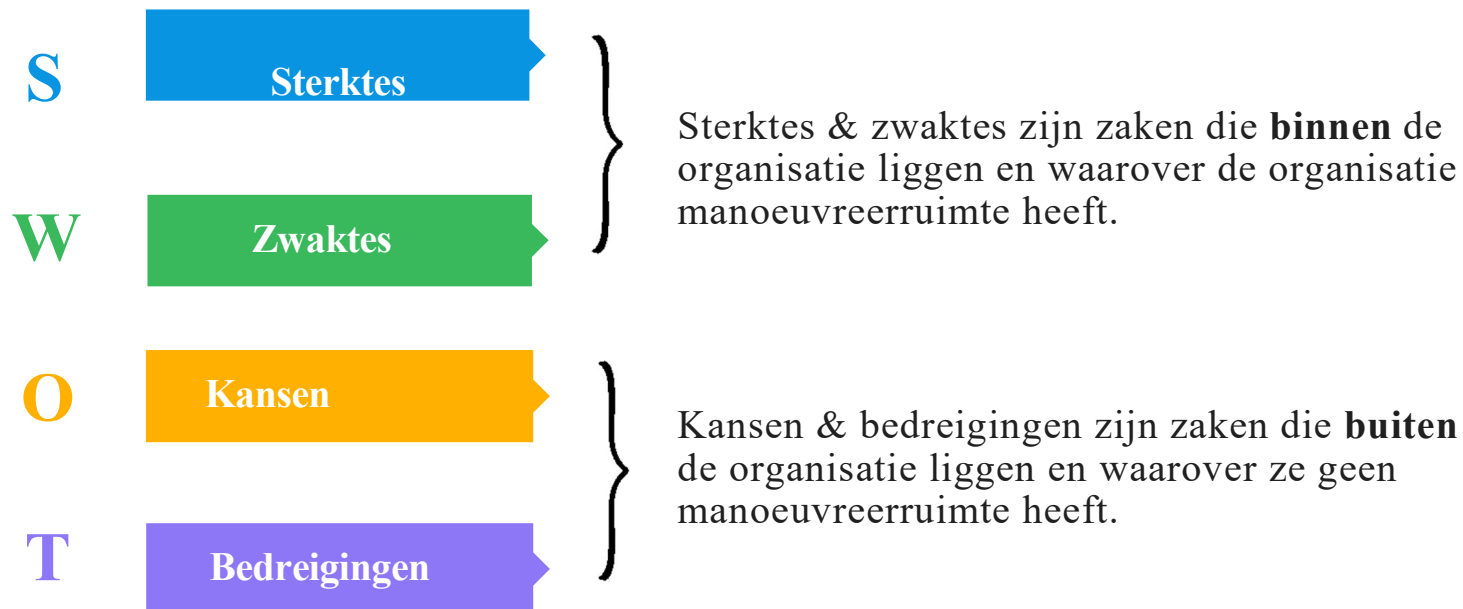 S
Sterktes
Sterktes & zwaktes zijn zaken die binnen de
organisatie liggen en waarover de organisatie
manoeuvreerruimte heeft.
W
Zwaktes
O
Kansen
Kansen & bedreigingen zijn zaken die buiten
de organisatie liggen en waarover ze geen
manoeuvreerruimte heeft.
T
Bedreigingen